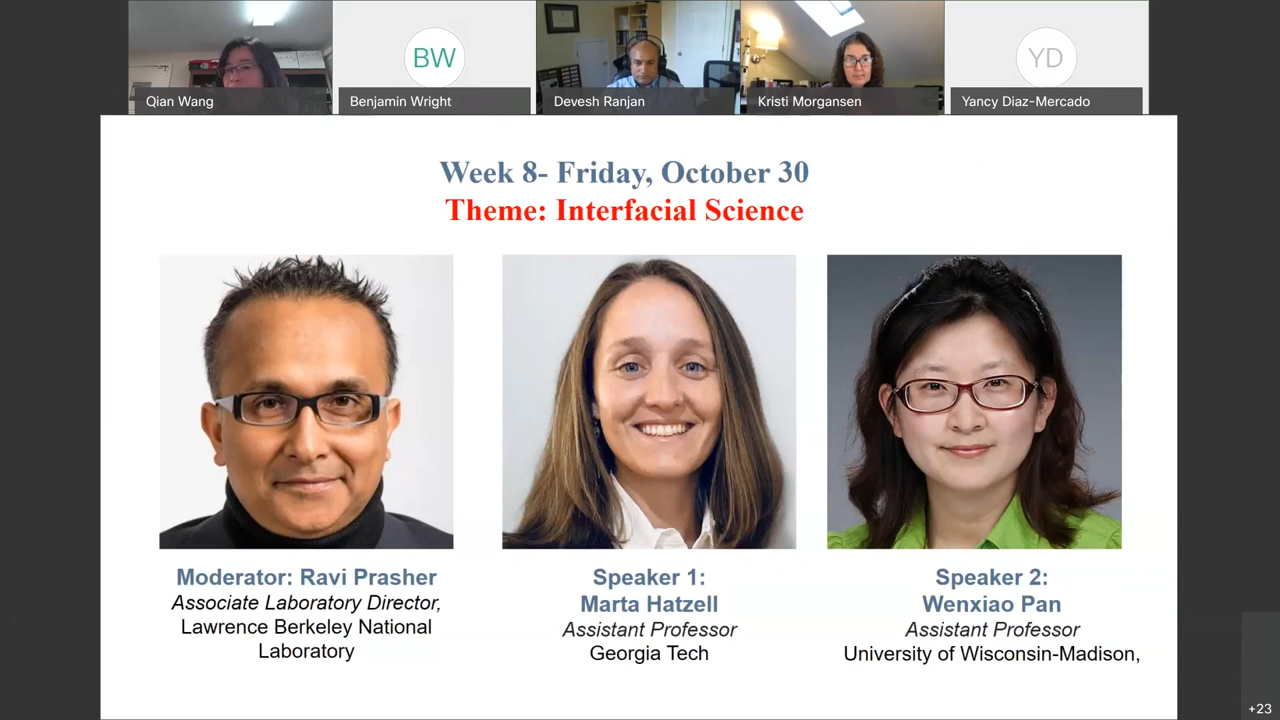 Qian Wang
BW
Benjamin Wright
Devesh Ranjan
Kristi Morgansen
YD
Yancy Diaz-Mercado
Week 8- Friday, October 30
Theme: Interfacial Science
Moderator: Ravi Prasher
Associate Laboratory Director,
Lawrence Berkeley National
Laboratory
Speaker 1:
Marta Hatzell
Assistant Professor
Georgia Tech
Speaker 2:
Wenxiao Pan
Assistant Professor
University of Wisconsin-Madison,
+23